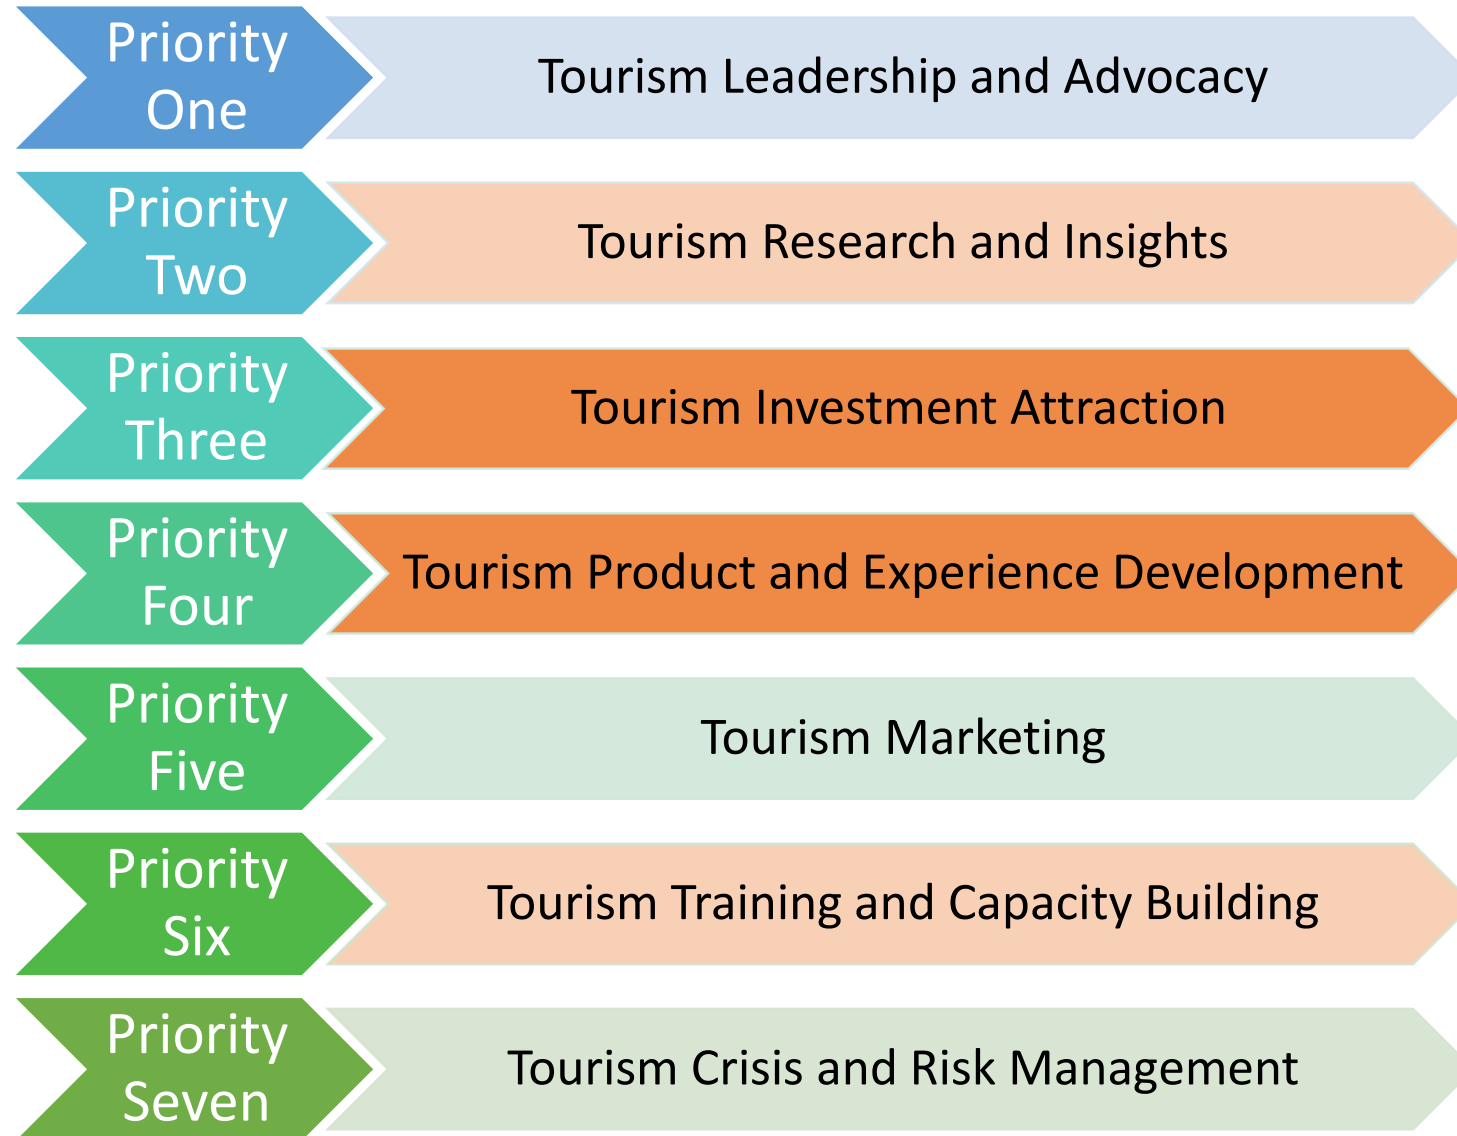 Priority
One
Tourism Leadership and Advocacy
Priority
Two
Tourism Research and Insights
Priority
Three
Tourism Investment Attraction
Priority
Four
Tourism Product and Experience Development
Priority
Five
Tourism Marketing
Priority
Six
Tourism Training and Capacity Building
Priority
Seven
Tourism Crisis and Risk Management